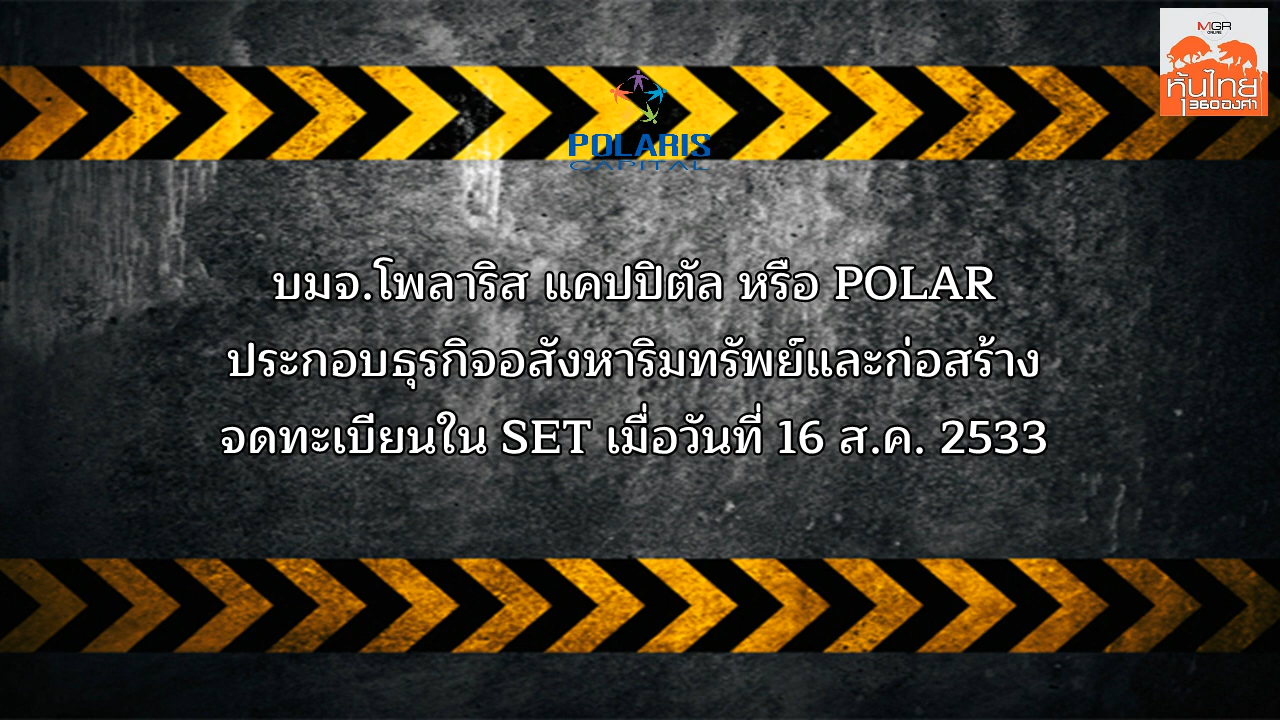 MGR
ONLINE
หุ้นไทย
360องศา
POLARIS
CAPITAL
บมจ.โพลาริส แคปปิตัล หรือ POLAR
ประกอบธุรกิจอสังหาริมทรัพย์และก่อสร้าง
จดทะเบียนใน SET เมื่อวันที่ 16 ส.ค. 2533